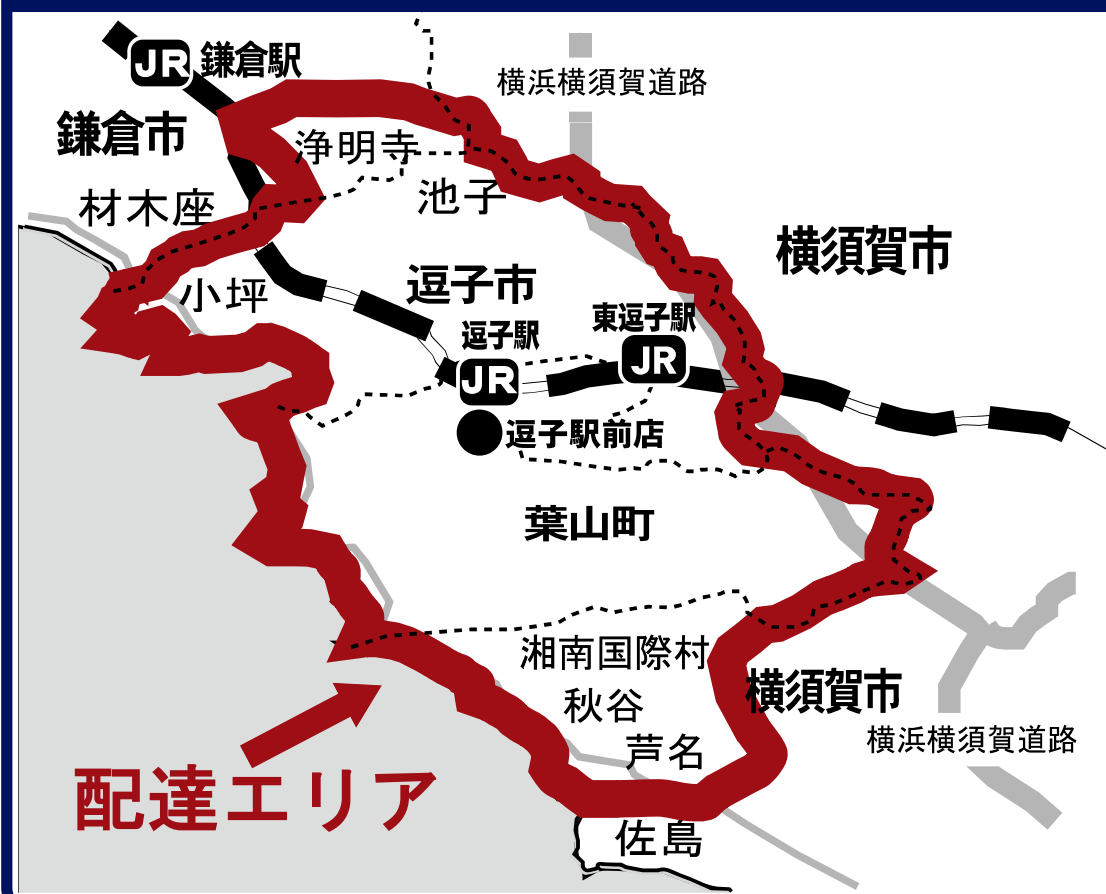 JR 鎌倉駅
横浜横須賀道路
鎌倉市
浄明寺
材木座
池子
横須賀市
小坪
逗子市
東逗子駅
逗子駅
JR
JR
逗子駅前店
葉山町
湘南国際村
横須賀市
秋谷
横浜横須賀道路
芦名
配達エリア
佐島